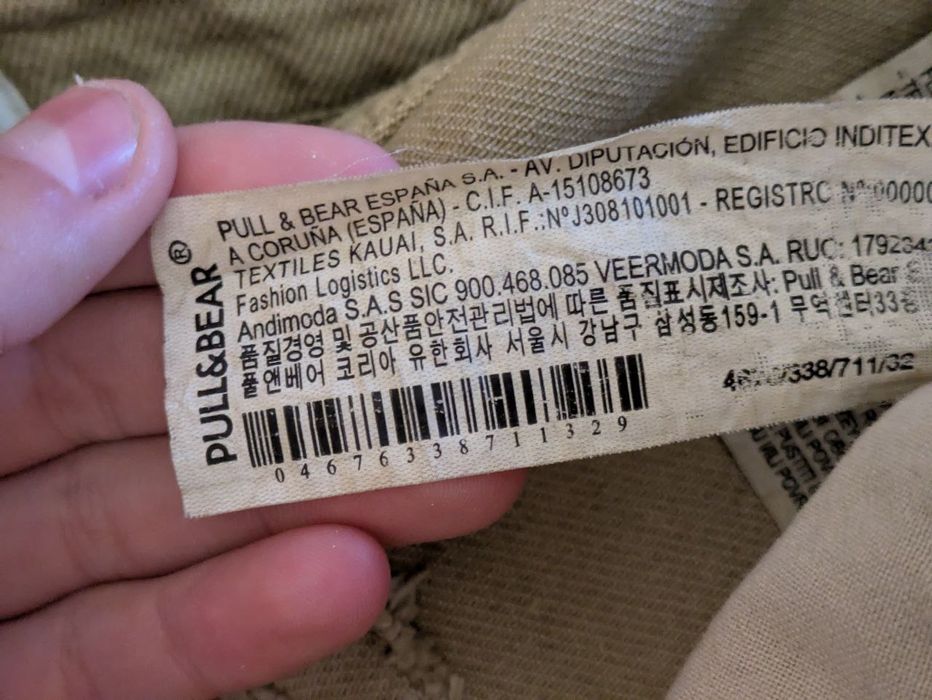 PULL&BEAR®
PULL & BEAR ESPAÑA S.A. - AV. DIPUTACIÓN, EDIFICIO INDITEX
A CORUÑA (ESPAÑA) - C.I.F. A-15108673
TEXTILES KAUAI, S.A. R.I.F.:NºJ308101001 - REGISTRO Nº
Fashion Logistics LLC.
Andimoda S.A.S SIC 900.468.085 VEERMODA S.A. RUC:
품질경영 및 공산품안전관리법에 따른 품질표시제조사: Pull & Bear
풀앤베어 코리아 유한회사 서울시 강남구 삼성동159-1 무역센터33층
/338/711/32
0467633871 1329